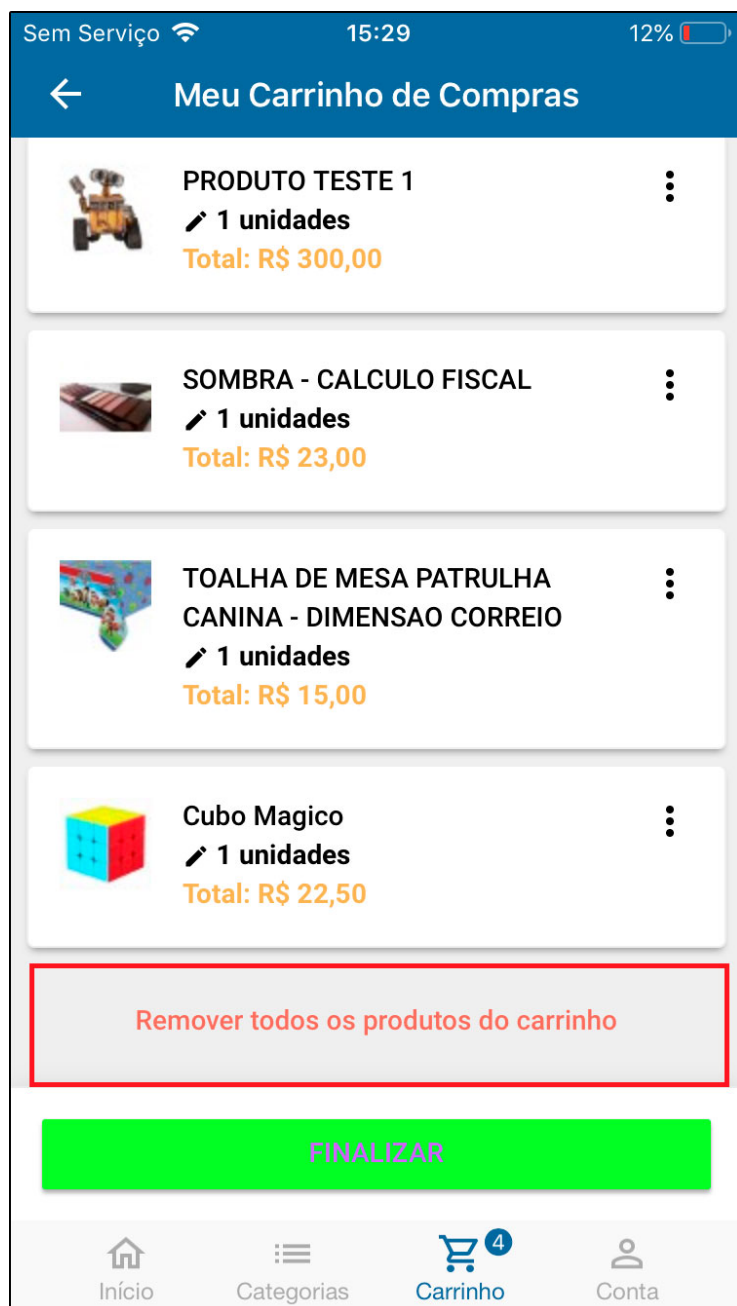 Sem Serviço 15:29 12%
Meu Carrinho de Compras
PRODUTO TESTE 1
1 unidades
Total: R$ 300,00
SOMBRA - CALCULO FISCAL
1 unidades
Total: R$ 23,00
TOALHA DE MESA PATRULHA
CANINA - DIMENSAO CORREIO
1 unidades
Total: R$ 15,00
Cubo Magico
1 unidades
Total: R$ 22,50
Remover todos os produtos do carrinho
FINALIZAR
4
Início Categorias Carrinho Conta